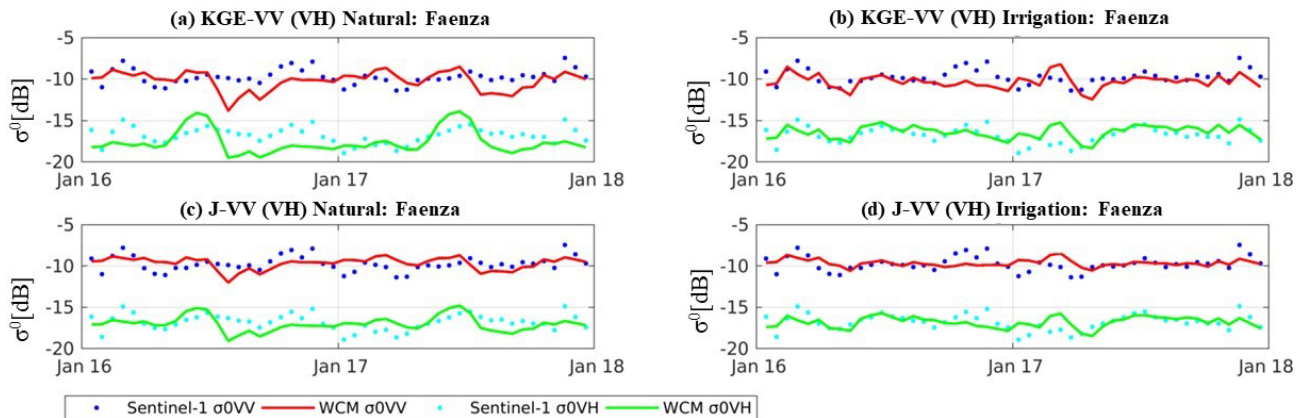 (a) KGE-VV (VH) Natural: Faenza
(b) KGE-VV (VH) Irrigation: Faenza
-5
-10
-15
-20
σ⁰[dB]
Jan 16
Jan 17
Jan 18
-5
-10
-15
-20
σ⁰[dB]
Jan 16
Jan 17
Jan 18
(c) J-VV (VH) Natural: Faenza
(d) J-VV (VH) Irrigation: Faenza
-5
-10
-15
-20
σ⁰[dB]
Jan 16
Jan 17
Jan 18
-5
-10
-15
-20
σ⁰[dB]
Jan 16
Jan 17
Jan 18
Sentinel-1 σ0VV WCM σ0VV Sentinel-1 σ0VH WCM σ0VH